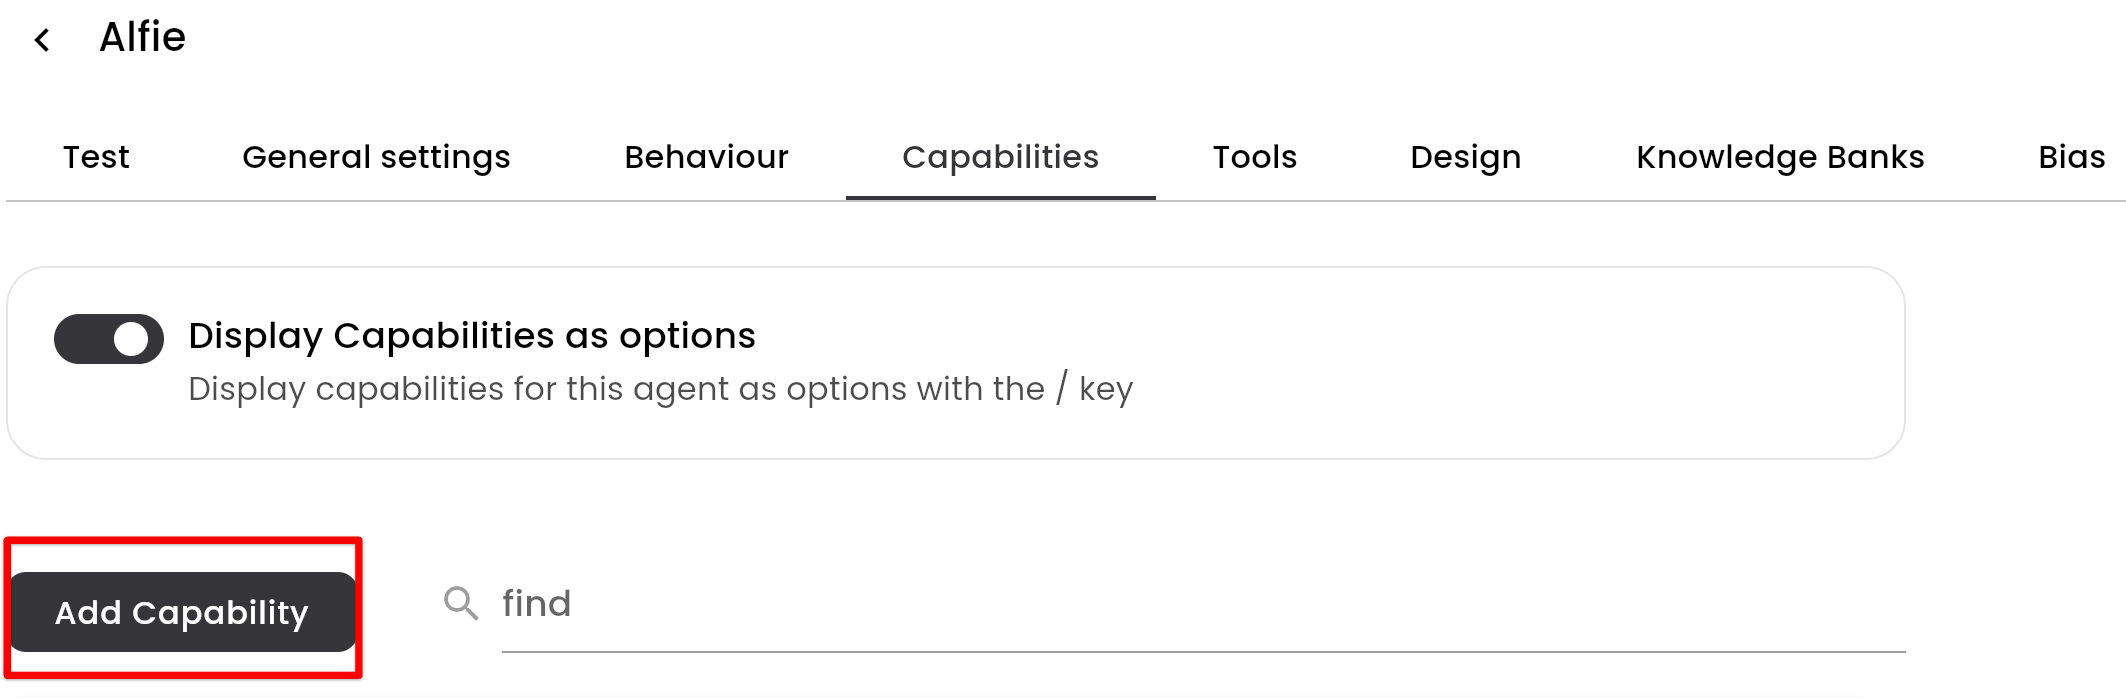 Alfie
Test General settings Behaviour Capabilities Tools Design Knowledge Banks Bias
Display Capabilities as options
Display capabilities for this agent as options with the / key
Add Capability find